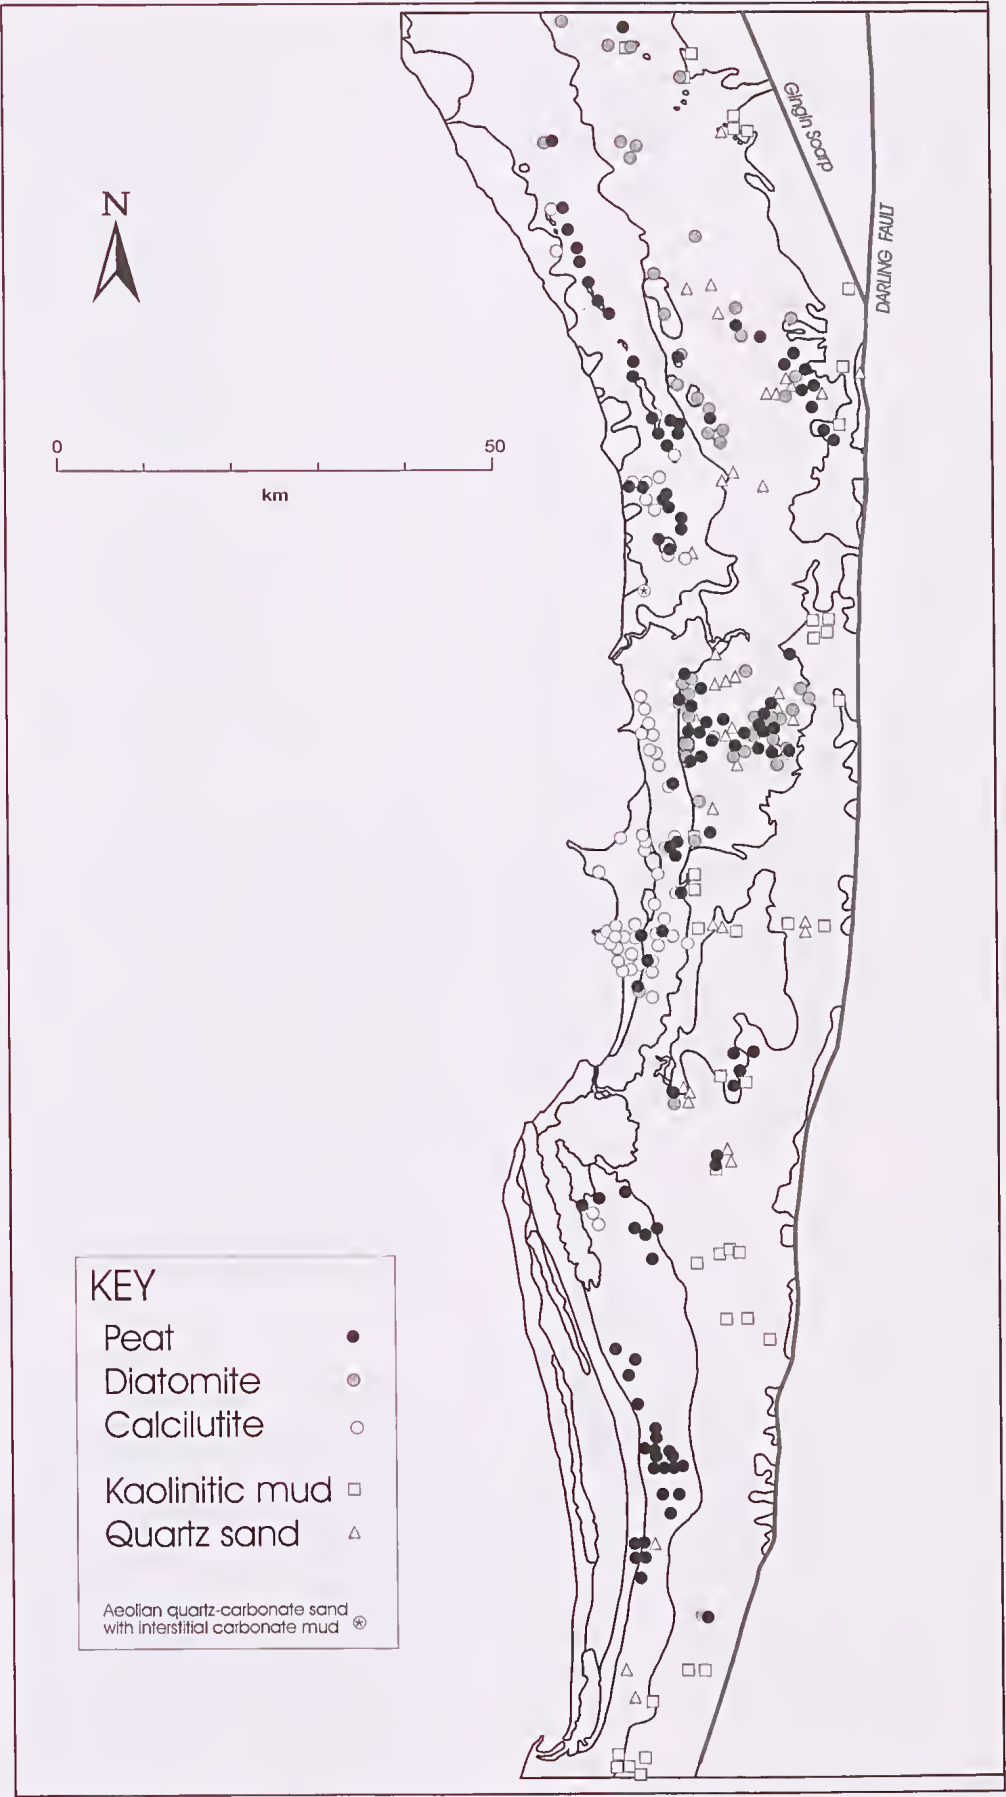 Gingin Scarp
N
DARLING FAULT
0 50
km
KEY
Peat
Diatomite
Calcilutite
Kaolinitic mud
Quartz sand
Aeolian quartz-carbonate sand
with interstitial carbonate mud